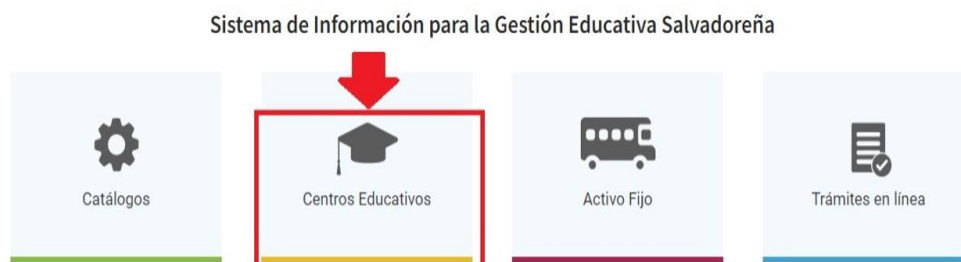 Sistema de Información para la Gestión Educativa Salvadoreña
Catálogos
Centros Educativos
Activo Fijo
Trámites en línea